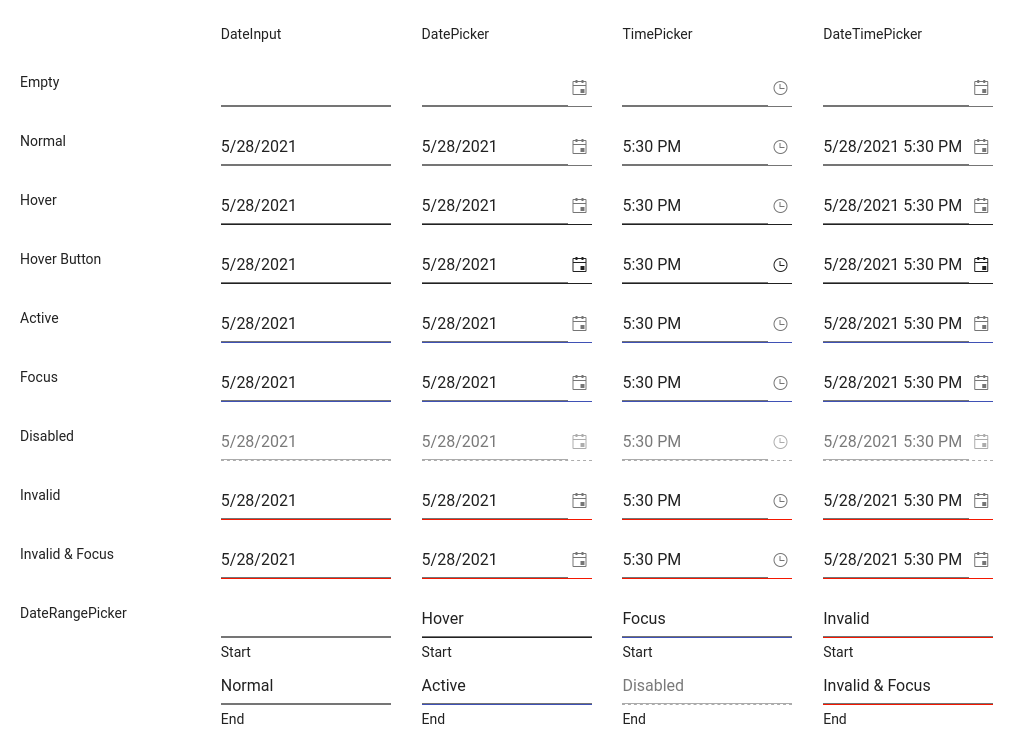 DateInput DatePicker TimePicker DateTimePicker
Empty
Normal 5/28/2021 5/28/2021 5:30 PM 5/28/2021 5:30 PM
Hover 5/28/2021 5/28/2021 5:30 PM 5/28/2021 5:30 PM
Hover Button 5/28/2021 5/28/2021 5:30 PM 5/28/2021 5:30 PM
Active 5/28/2021 5/28/2021 5:30 PM 5/28/2021 5:30 PM
Focus 5/28/2021 5/28/2021 5:30 PM 5/28/2021 5:30 PM
Disabled 5/28/2021 5/28/2021 5:30 PM 5/28/2021 5:30 PM
Invalid 5/28/2021 5/28/2021 5:30 PM 5/28/2021 5:30 PM
Invalid & Focus 5/28/2021 5/28/2021 5:30 PM 5/28/2021 5:30 PM
DateRangePicker Hover Focus Invalid
Start Start Start Start
Normal Active Disabled Invalid & Focus
End End End End